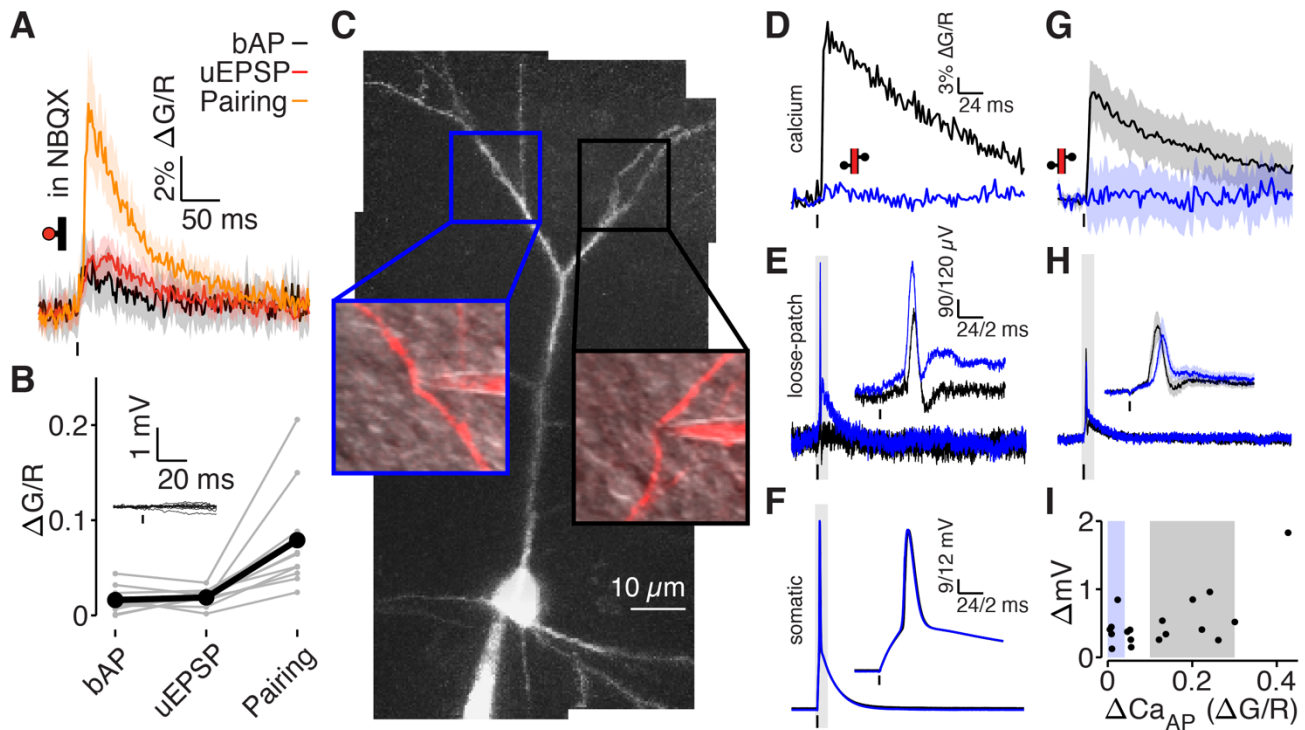 A
bAP
uEPSP
Pairing
in NBQX
2% ΔG/R
50 ms
B
0.2
0.1
0
ΔG/R
1 mV
20 ms
bAP
uEPSP
Pairing
C
10 µm
D
calcium
3% ΔG/R
24 ms
G
E
loose-patch
90/120 µV
24/2 ms
H
F
somatic
9/12 mV
24/2 ms
I
2
1
0
ΔmV
0
0.2
0.4
ΔCaAP (ΔG/R)